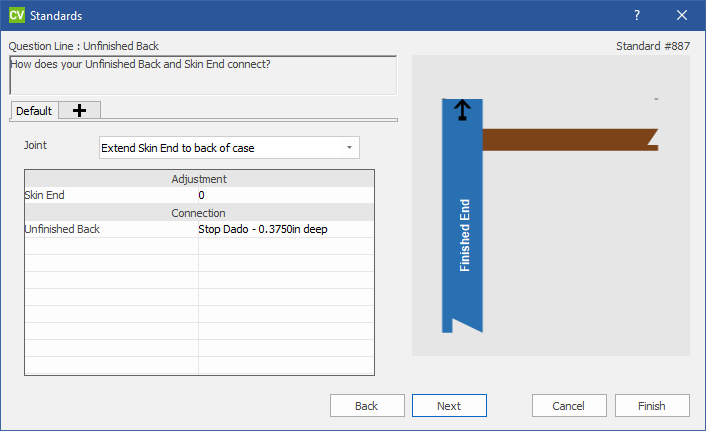 CV Standards ?
Question Line : Unfinished Back Standard #887
How does your Unfinished Back and Skin End connect?
Default
Joint Extend Skin End to back of case
Adjustment
Skin End 0
Connection
Unfinished Back Stop Dado - 0.3750in deep
Finished End
Back Next Cancel Finish